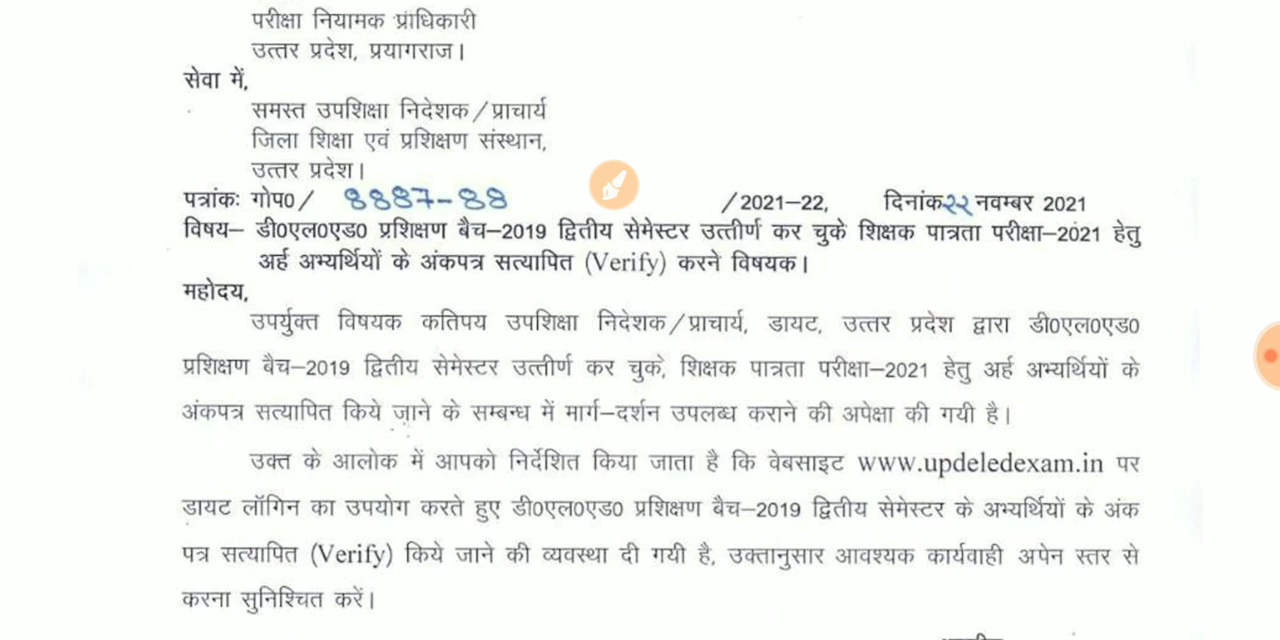 परीक्षा नियामक प्राधिकारी
उत्तर प्रदेश, प्रयागराज।
सेवा में,
समस्त उपशिक्षा निदेशक/प्राचार्य
जिला शिक्षा एवं प्रशिक्षण संस्थान,
उत्तर प्रदेश।
पत्रांकः गोप0/ 8887-88 /2021-22, दिनांक २२ नवम्बर 2021
विषय– डी0एल0एड0 प्रशिक्षण बैच–2019 द्वितीय सेमेस्टर उत्तीर्ण कर चुके शिक्षक पात्रता परीक्षा–2021 हेतु
अर्ह अभ्यर्थियों के अंकपत्र सत्यापित (Verify) करने विषयक।
महोदय,
उपर्युक्त विषयक कतिपय उपशिक्षा निदेशक/प्राचार्य, डायट, उत्तर प्रदेश द्वारा डी0एल0एड0
प्रशिक्षण बैच–2019 द्वितीय सेमेस्टर उत्तीर्ण कर चुके, शिक्षक पात्रता परीक्षा–2021 हेतु अर्ह अभ्यर्थियों के
अंकपत्र सत्यापित किये जाने के सम्बन्ध में मार्ग–दर्शन उपलब्ध कराने की अपेक्षा की गयी है।
उक्त के आलोक में आपको निर्देशित किया जाता है कि वेबसाइट www.updeledexam.in पर
डायट लॉगिन का उपयोग करते हुए डी0एल0एड0 प्रशिक्षण बैच–2019 द्वितीय सेमेस्टर के अभ्यर्थियों के अंक
पत्र सत्यापित (Verify) किये जाने की व्यवस्था दी गयी है, उक्तानुसार आवश्यक कार्यवाही अपेन स्तर से
करना सुनिश्चित करें।